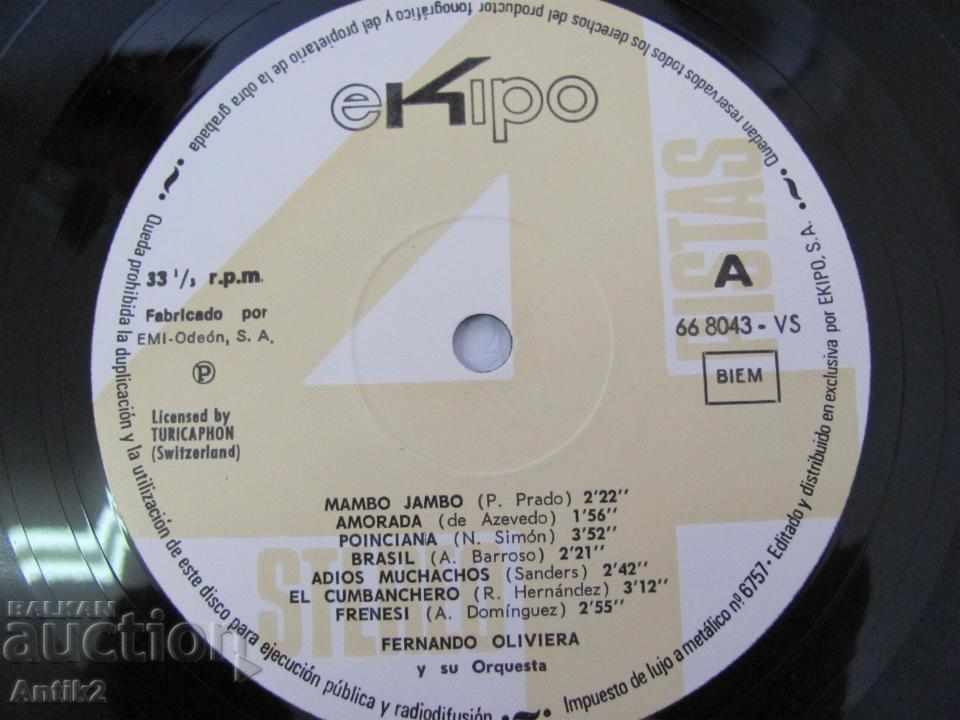 eKipo
4 PISTAS
STEREO
A
66 8043 - VS
BIEM
33 1/3 r.p.m.
Fabricado por
EMI-Odeón, S. A.
Ⓟ
Licensed by
TURICAPHON
(Switzerland)
MAMBO JAMBO (P. Prado) 2'22''
AMORADA (de Azevedo) 1'56''
POINCIANA (N. Simón) 3'52''
BRASIL (A. Barroso) 2'21''
ADIOS MUCHACHOS (Sanders) 2'42''
EL CUMBANCHERO (R. Hernández) 3'12''
FRENESI (A. Domínguez) 2'55''
FERNANDO OLIVIERA
y su Orquesta
Quedan reservados todos los derechos del productor fonográfico y del propietario de la obra grabada
Queda prohibida la duplicación y la utilización de este disco para ejecución pública y radiodifusión.
Impuesto de lujo a metálico nº 6757 · Editado y distribuido en exclusiva por EKIPO, S.A.
BALKAN
auction
Antik2